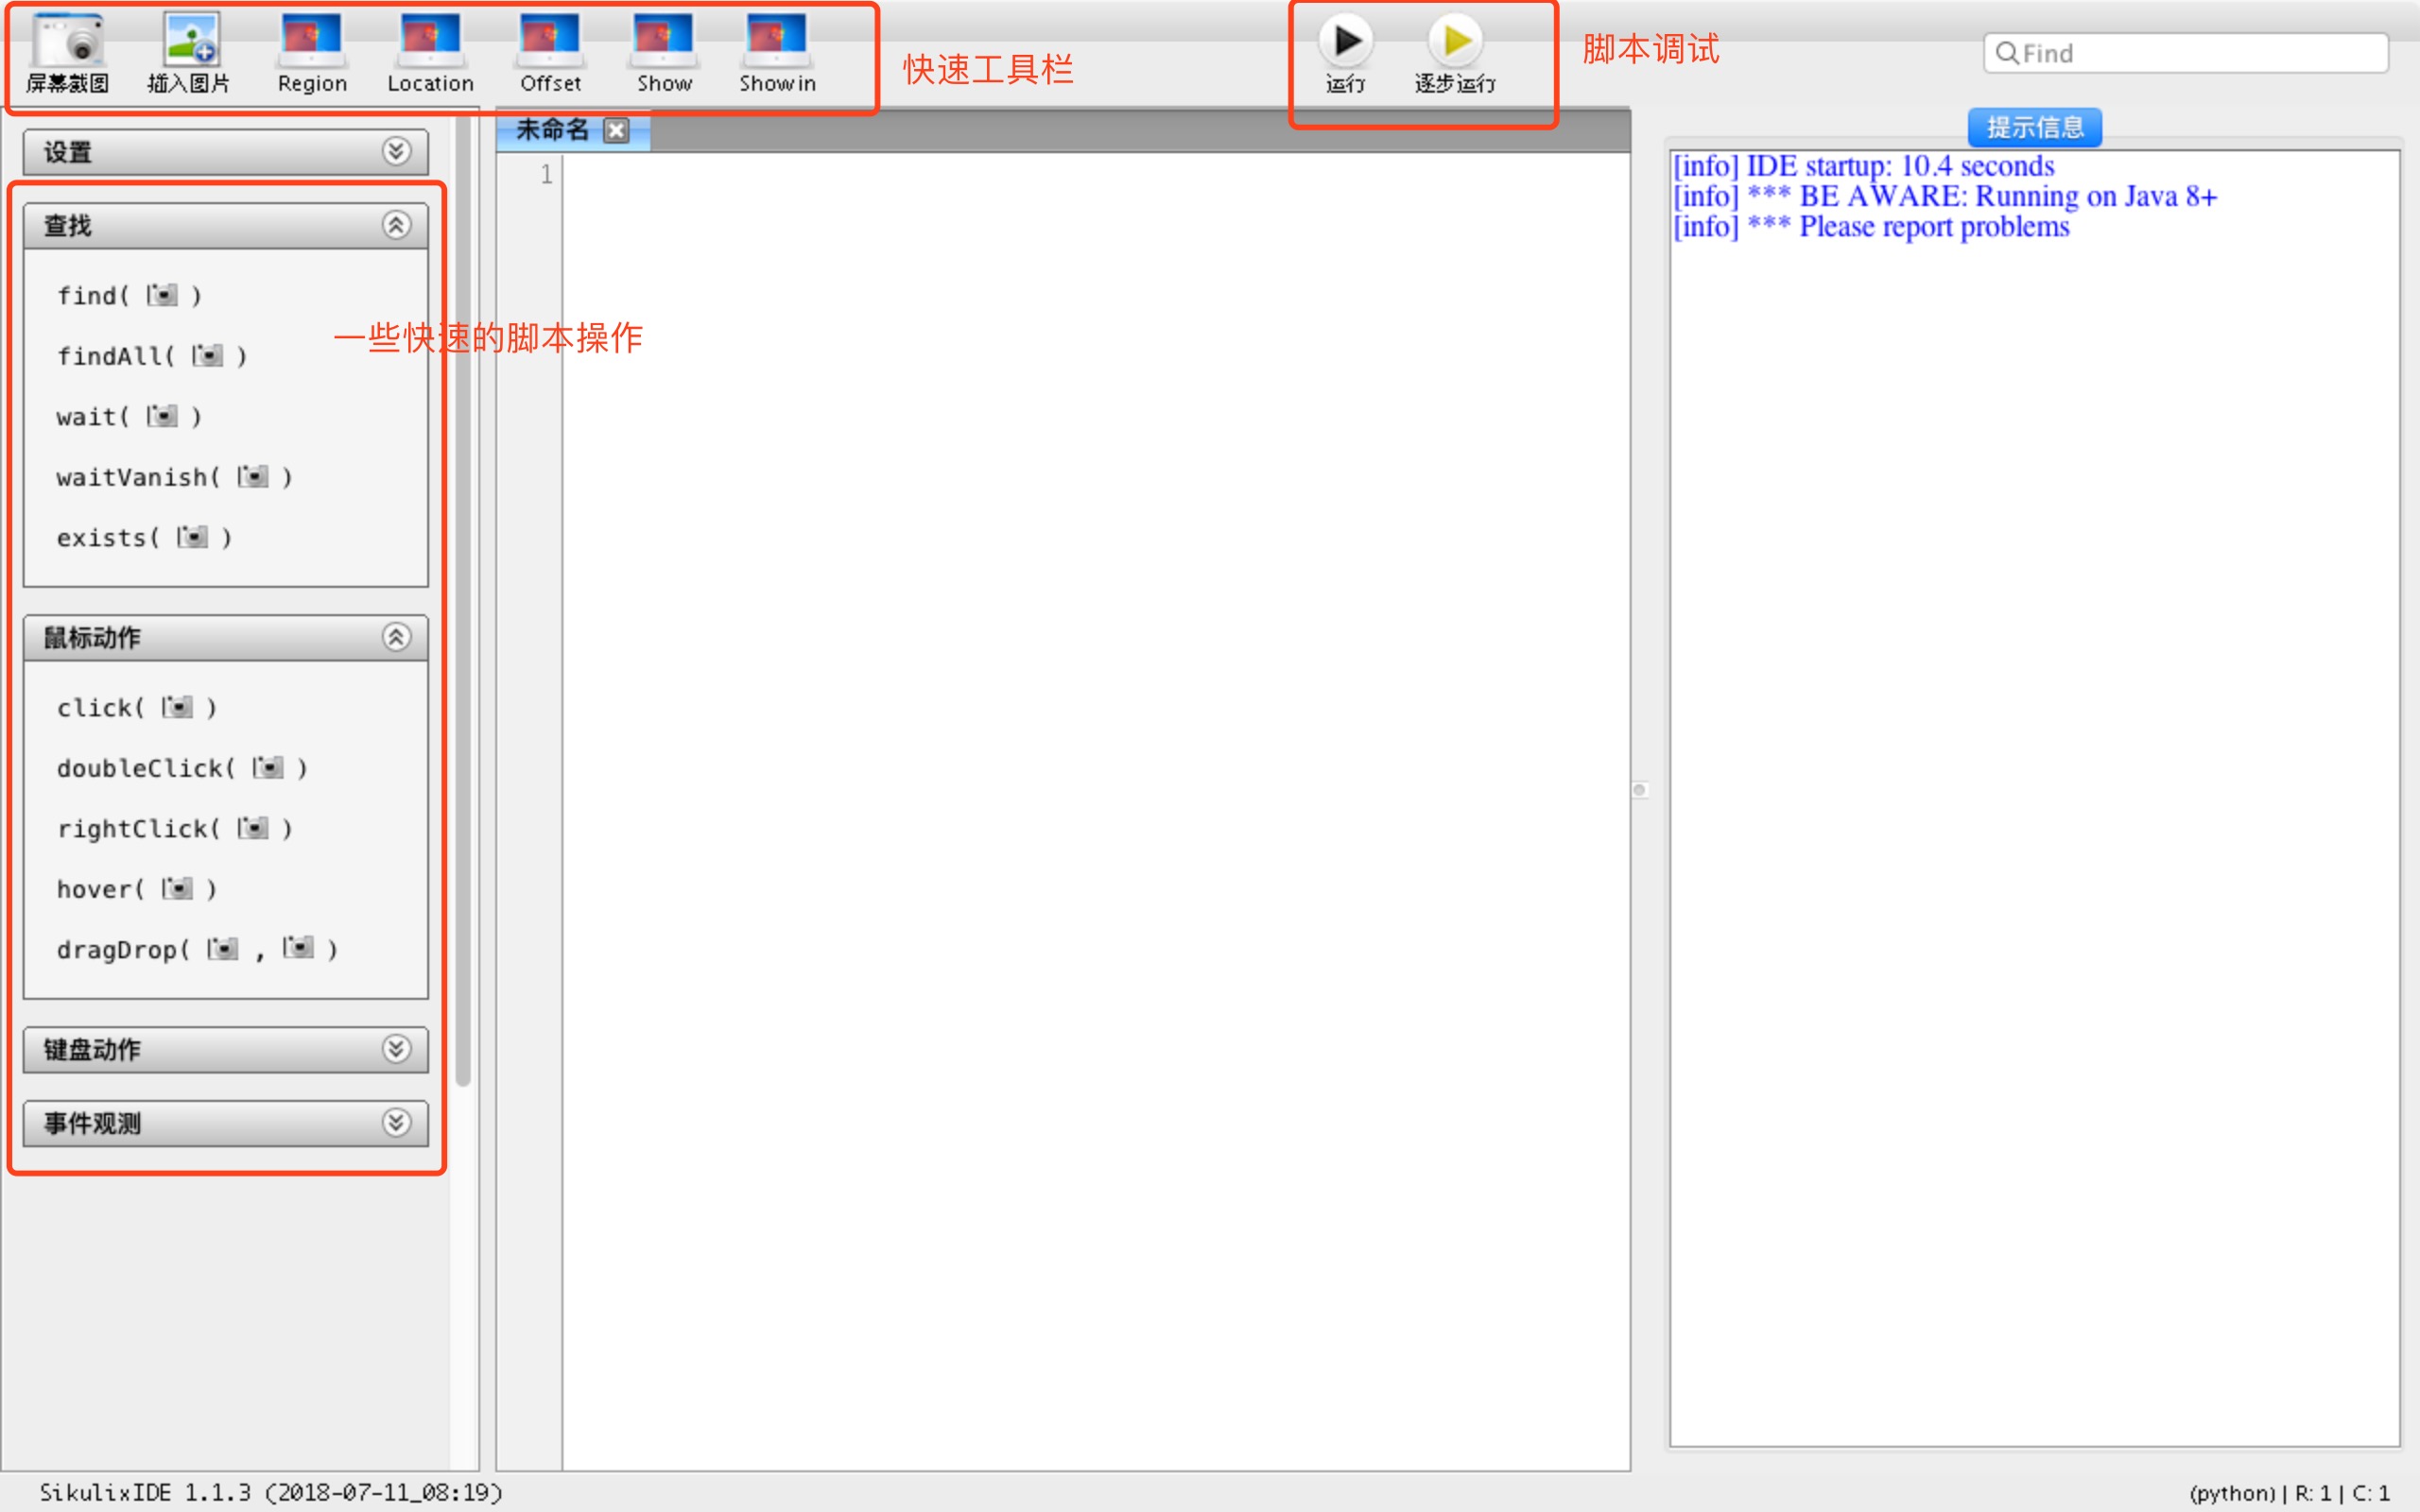 屏幕截图 插入图片 Region Location Offset Show Show in
快速工具栏
运行 逐步运行
脚本调试
Find
设置
查找
find( )
findAll( )
wait( )
waitVanish( )
exists( )
一些快速的脚本操作
鼠标动作
click( )
doubleClick( )
rightClick( )
hover( )
dragDrop( , )
键盘动作
事件观测
未命名
1
提示信息
[info] IDE startup: 10.4 seconds
[info] *** BE AWARE: Running on Java 8+
[info] *** Please report problems
SikulixIDE 1.1.3 (2018-07-11_08:19)
(python) | R: 1 | C: 1